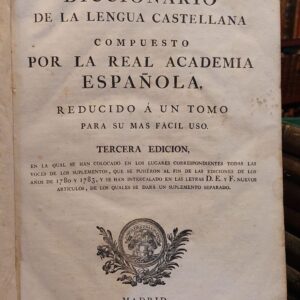 DICCIONARIO
DE LA LENGUA CASTELLANA
COMPUESTO
POR LA REAL ACADEMIA
ESPAÑOLA,
REDUCIDO Á UN TOMO
PARA SU MAS FÁCIL USO.
TERCERA EDICION,
EN LA QUAL SE HAN COLOCADO EN LOS LUGARES CORRESPONDIENTES TODAS LAS
VOCES DE LOS SUPLEMENTOS, QUE SE PUSIERON AL FIN DE LAS EDICIONES DE LOS
AÑOS DE 1780 Y 1783, Y SE HAN INTERCALADO EN LAS LETRAS D. E. Y F. NUEVOS
ARTÍCULOS, DE LOS QUALES SE DARÁ UN SUPLEMENTO SEPARADO.
MADRID